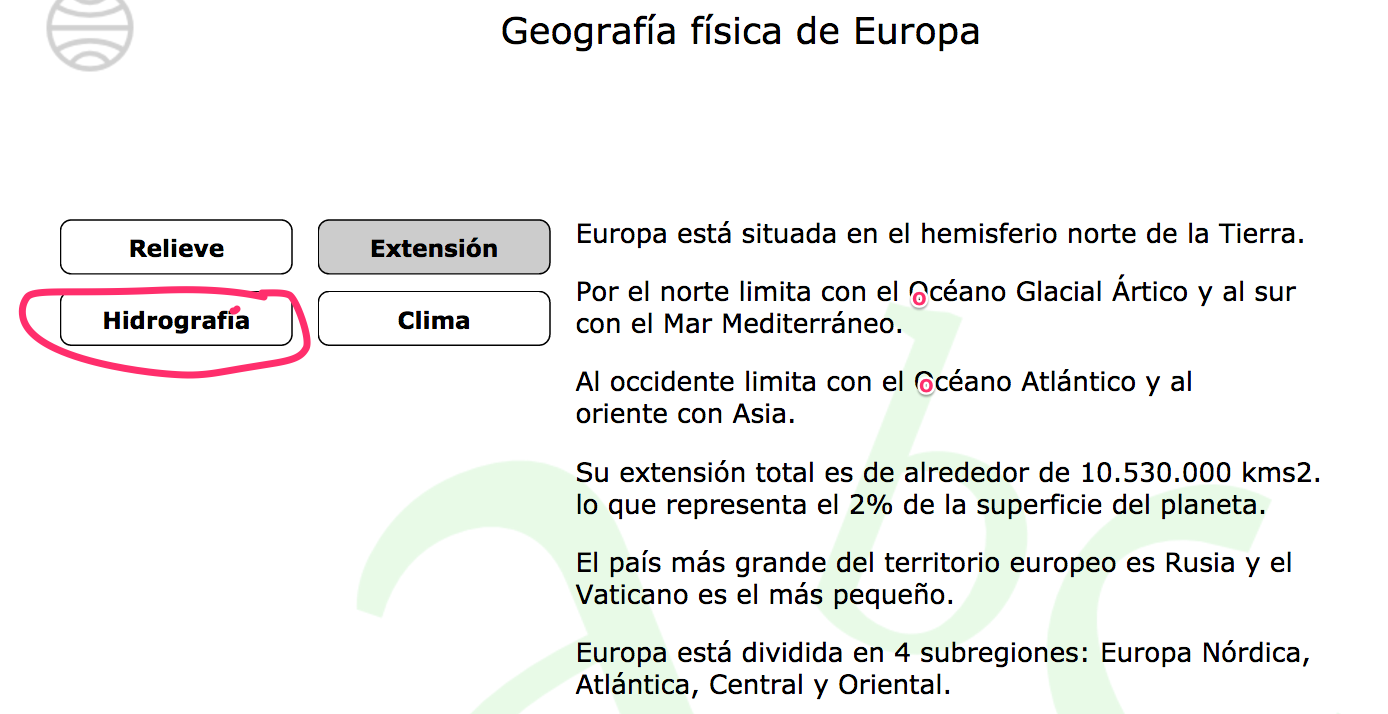 Geografía física de Europa
Relieve
Extensión
Hidrografía
Clima
Europa está situada en el hemisferio norte de la Tierra.
Por el norte limita con el océano Glacial Ártico y al sur
con el Mar Mediterráneo.
Al occidente limita con el océano Atlántico y al
oriente con Asia.
Su extensión total es de alrededor de 10.530.000 kms2.
lo que representa el 2% de la superficie del planeta.
El país más grande del territorio europeo es Rusia y el
Vaticano es el más pequeño.
Europa está dividida en 4 subregiones: Europa Nórdica,
Atlántica, Central y Oriental.
abc